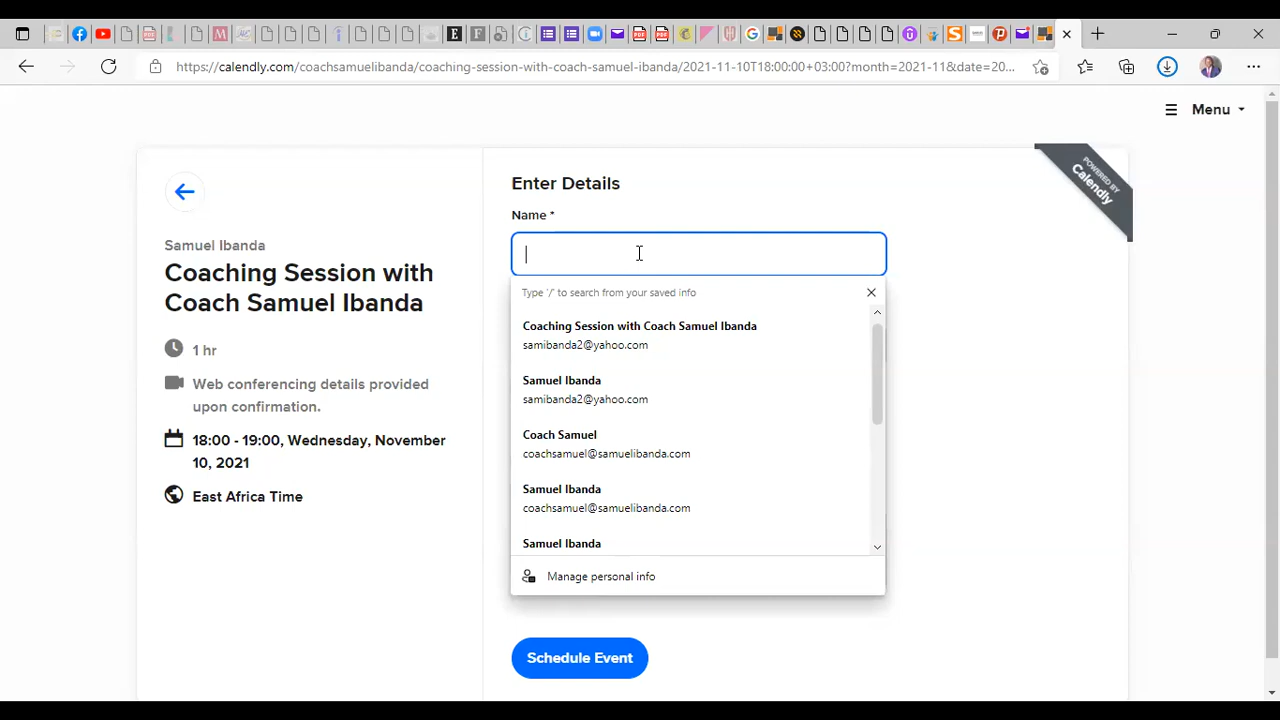 https://calendly.com/coachsamuelibanda/coaching-session-with-coach-samuel-ibanda/2021-11-10T18:00:00+03:00?month=2021-11&date=20...
Menu
POWERED BY
Calendly
Samuel Ibanda
Coaching Session with
Coach Samuel Ibanda
1 hr
Web conferencing details provided
upon confirmation.
18:00 - 19:00, Wednesday, November
10, 2021
East Africa Time
Enter Details
Name *
Type '/' to search from your saved info
Coaching Session with Coach Samuel Ibanda
samibanda2@yahoo.com
Samuel Ibanda
samibanda2@yahoo.com
Coach Samuel
coachsamuel@samuelibanda.com
Samuel Ibanda
coachsamuel@samuelibanda.com
Samuel Ibanda
Manage personal info
Schedule Event